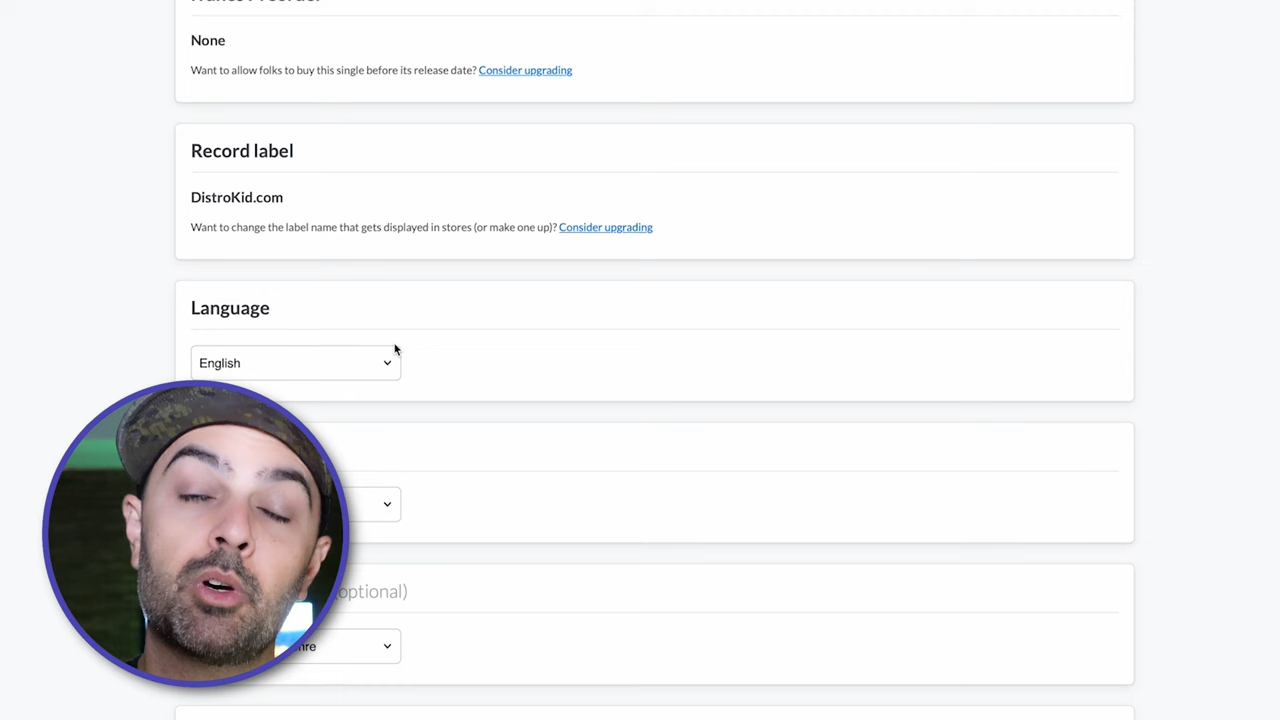 None
Want to allow folks to buy this single before its release date? Consider upgrading
Record label
DistroKid.com
Want to change the label name that gets displayed in stores (or make one up)? Consider upgrading
Language
English
(optional)